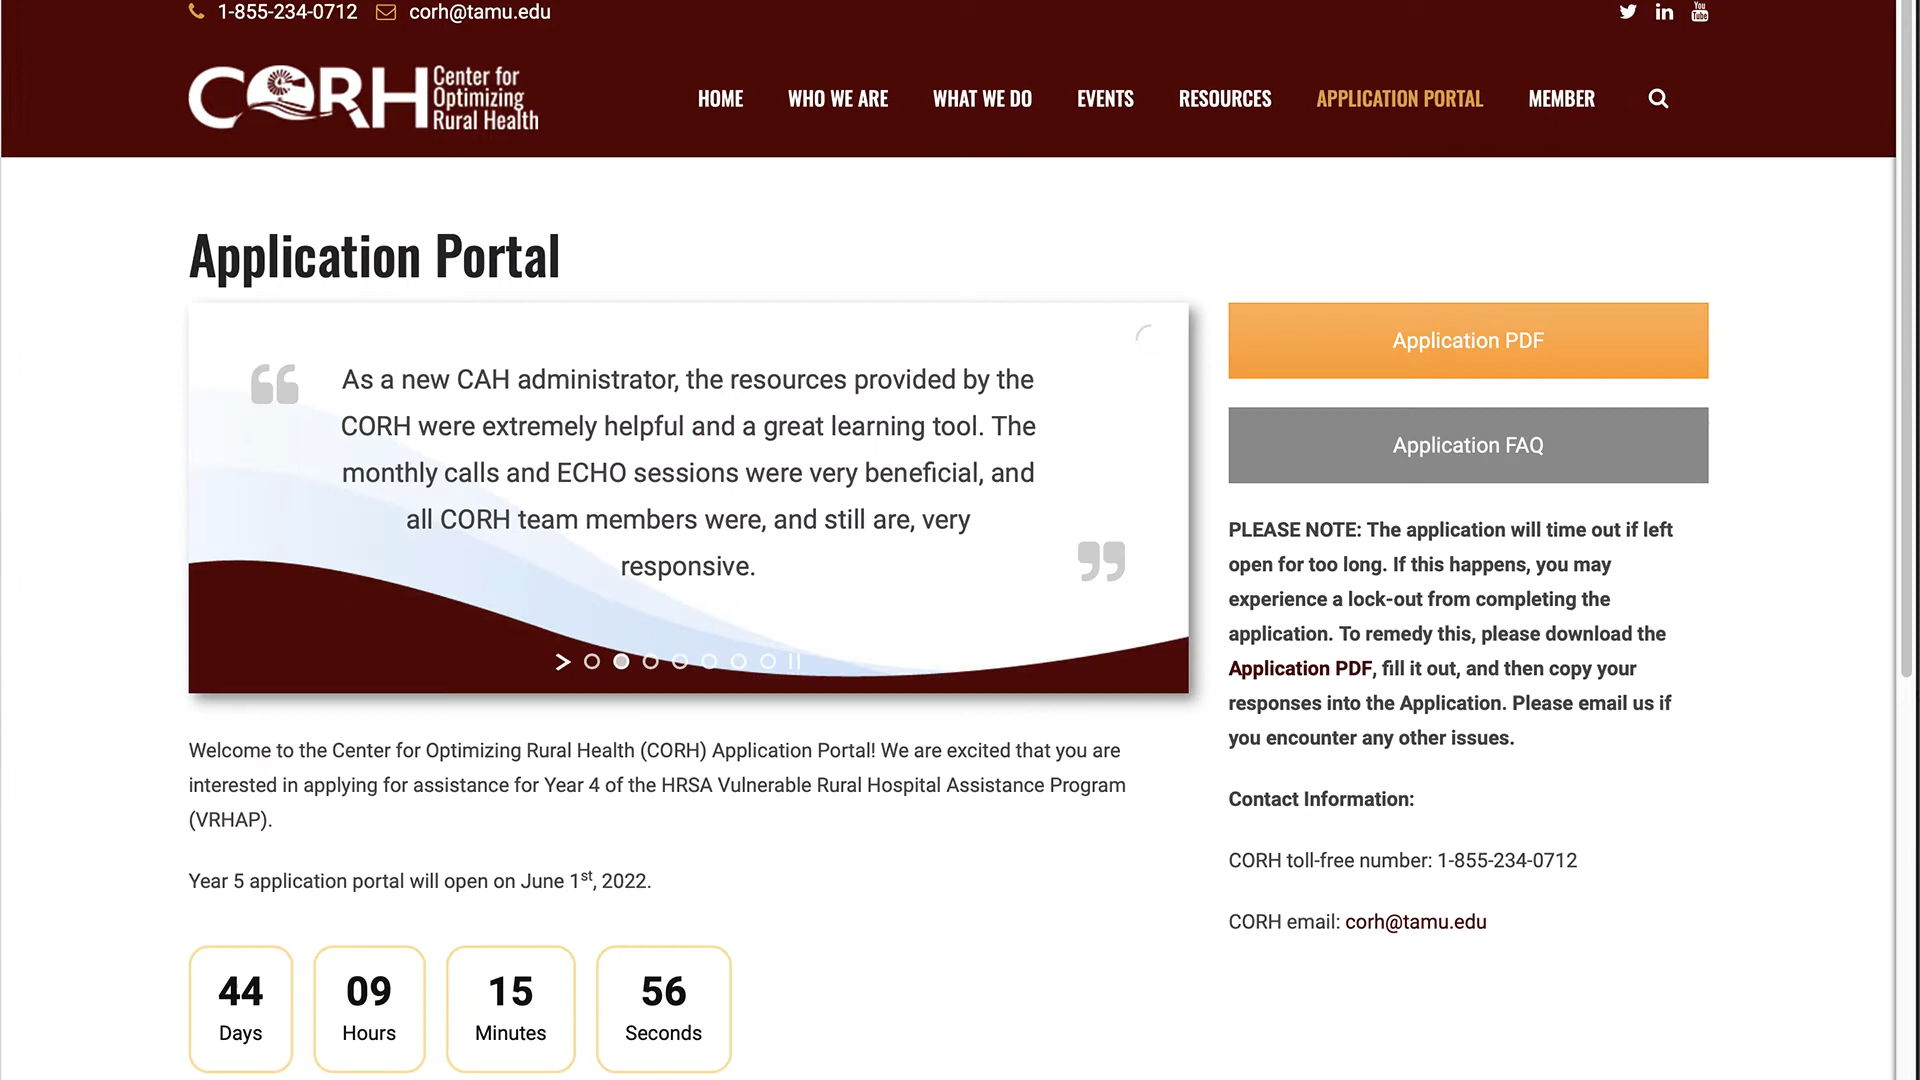 1-855-234-0712 corh@tamu.edu
You
Tube
CORH Center for
Optimizing
Rural Health
HOME WHO WE ARE WHAT WE DO EVENTS RESOURCES APPLICATION PORTAL MEMBER
Application Portal
“
As a new CAH administrator, the resources provided by the
CORH were extremely helpful and a great learning tool. The
monthly calls and ECHO sessions were very beneficial, and
all CORH team members were, and still are, very
responsive.
”
Welcome to the Center for Optimizing Rural Health (CORH) Application Portal! We are excited that you are
interested in applying for assistance for Year 4 of the HRSA Vulnerable Rural Hospital Assistance Program
(VRHAP).
Year 5 application portal will open on June 1st, 2022.
44 09 15 56
Days Hours Minutes Seconds
Application PDF
Application FAQ
PLEASE NOTE: The application will time out if left
open for too long. If this happens, you may
experience a lock-out from completing the
application. To remedy this, please download the
Application PDF, fill it out, and then copy your
responses into the Application. Please email us if
you encounter any other issues.
Contact Information:
CORH toll-free number: 1-855-234-0712
CORH email: corh@tamu.edu